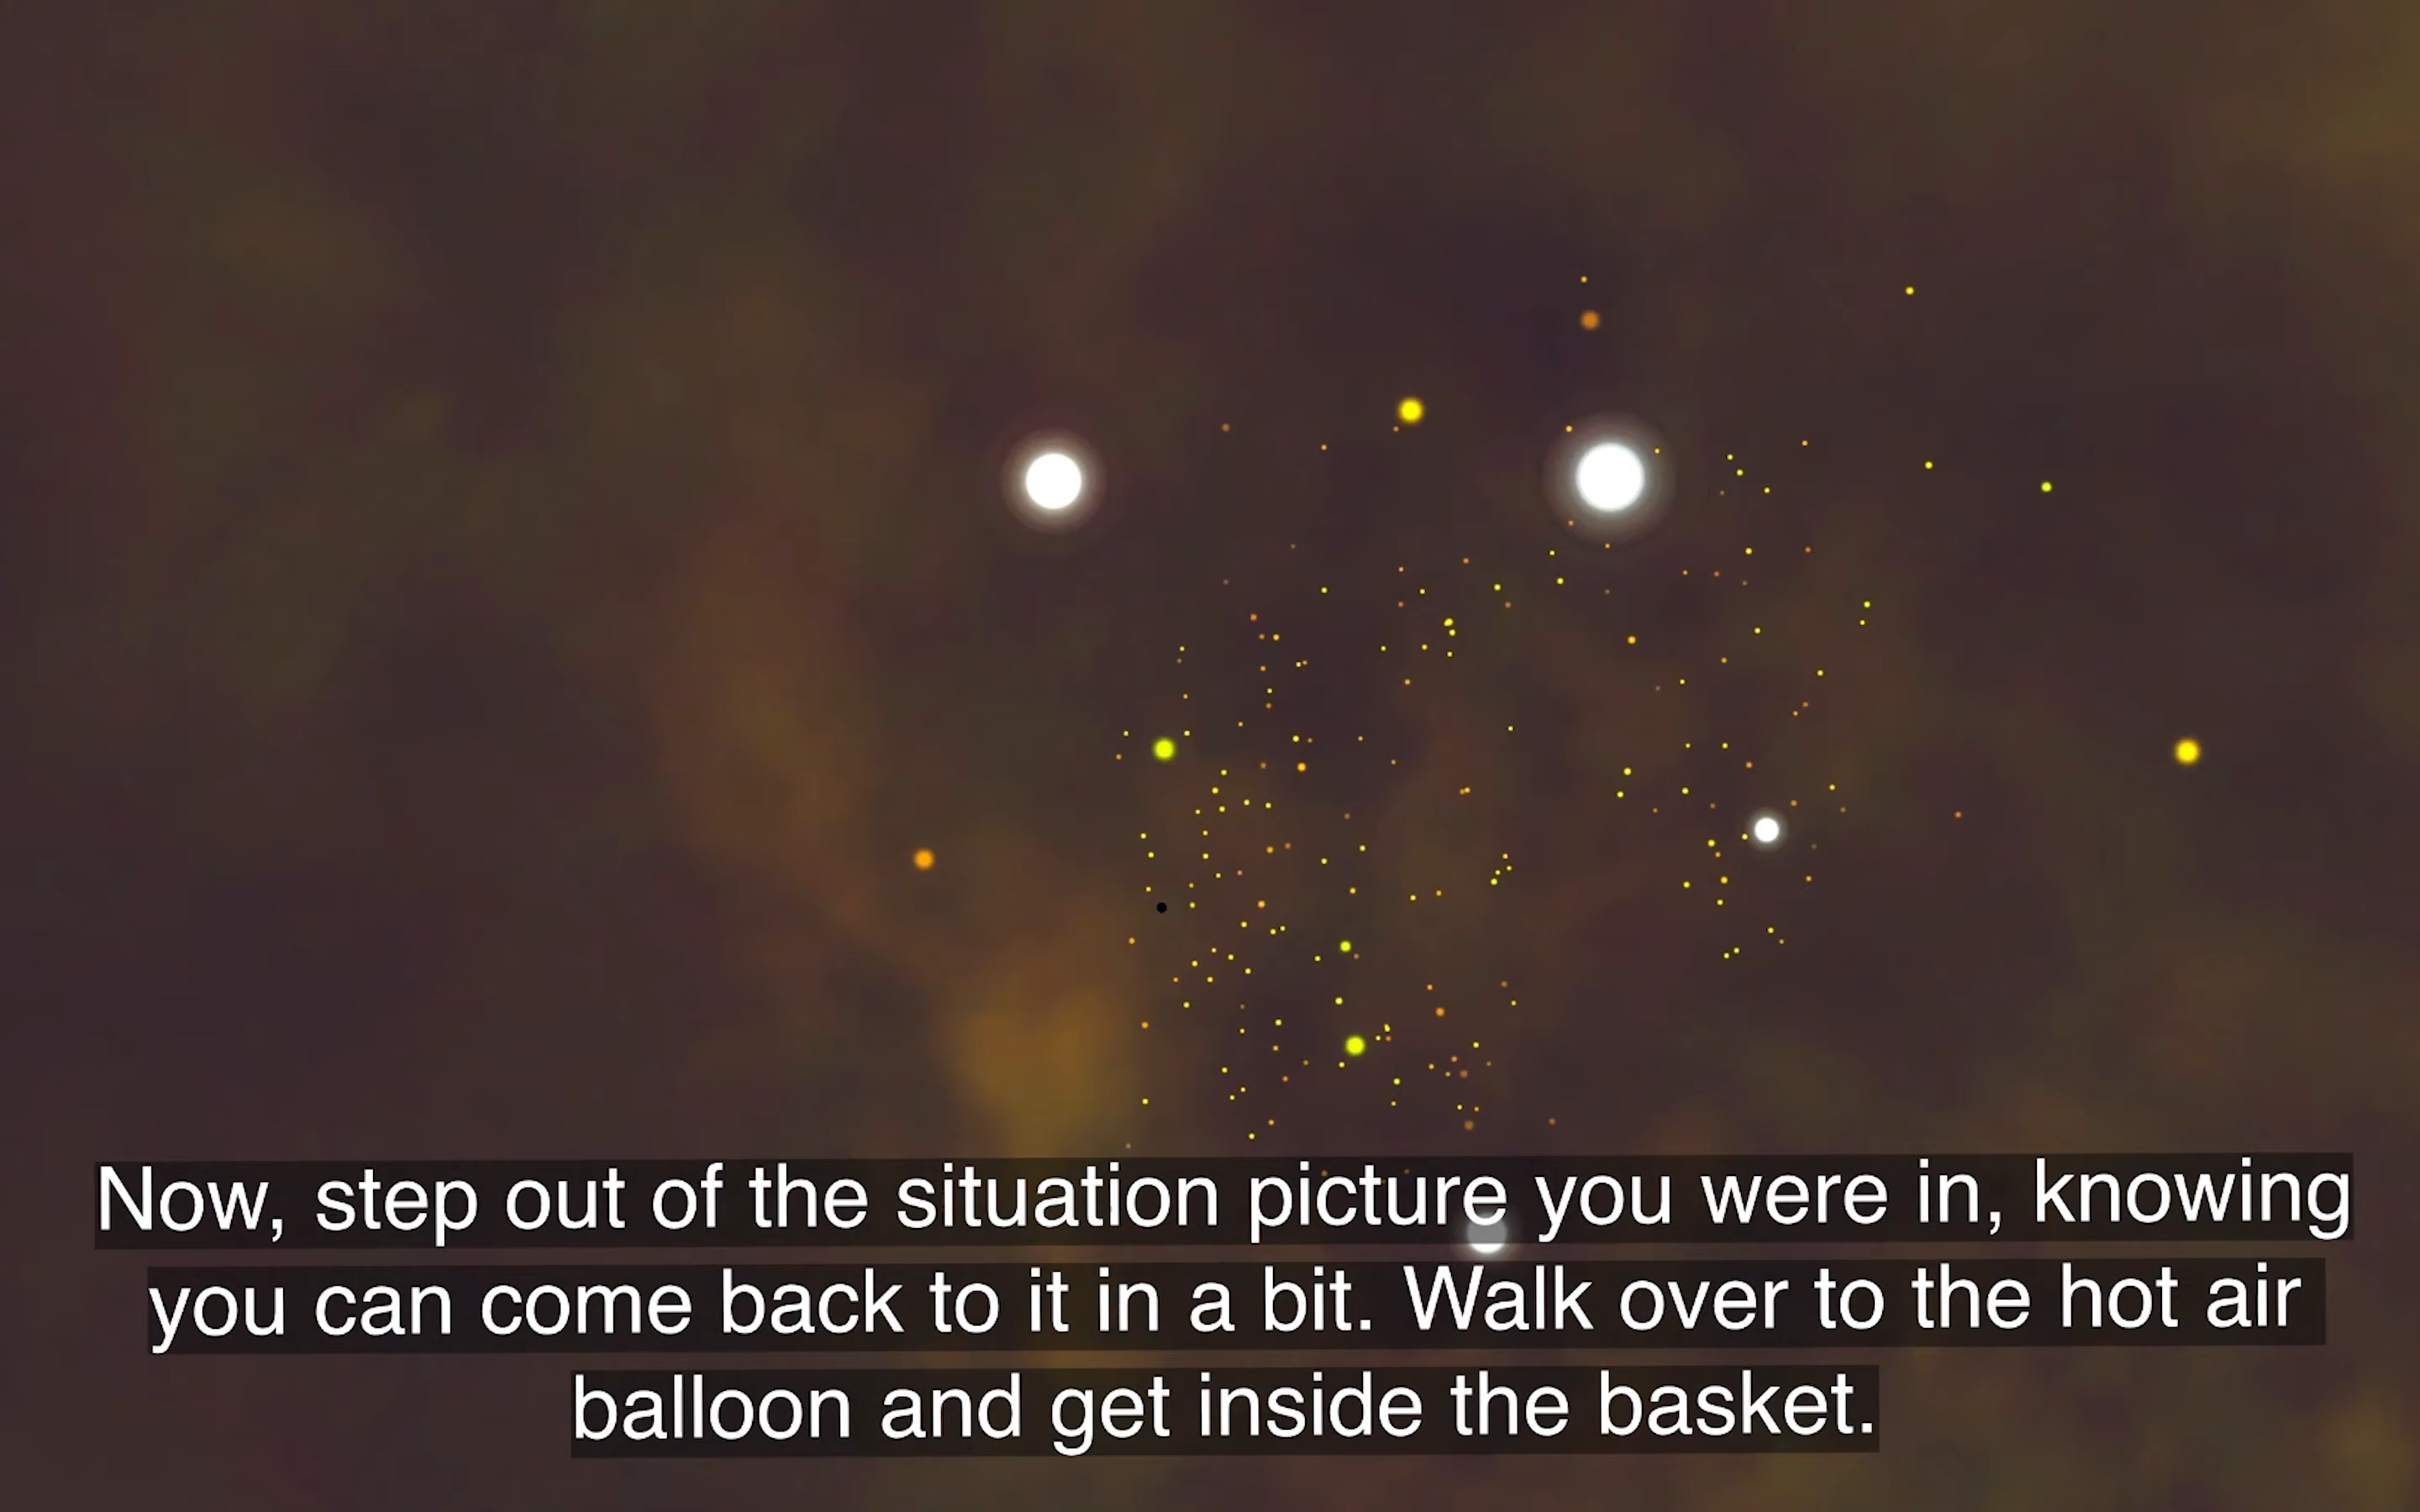 Now, step out of the situation picture you were in, knowing
you can come back to it in a bit. Walk over to the hot air
balloon and get inside the basket.